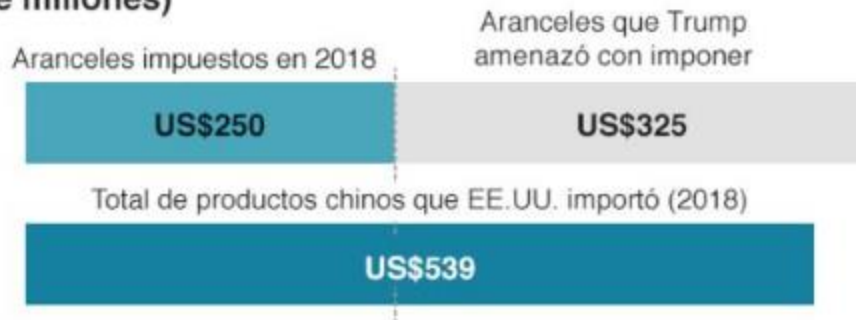 millones)
Aranceles impuestos en 2018
Aranceles que Trump
amenazó con imponer
US$250
US$325
Total de productos chinos que EE.UU. importó (2018)
US$539